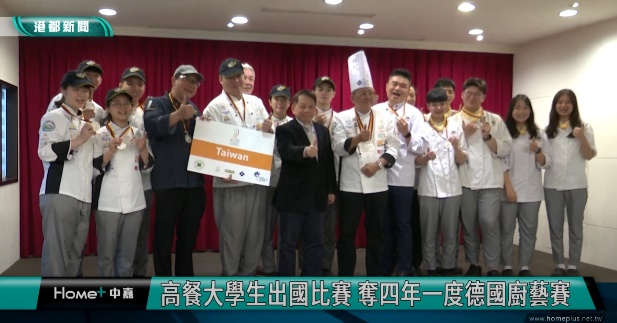 港都新聞
Taiwan
Home+ 中嘉
高餐大學生出國比賽 奪四年一度德國廚藝賽
www.homeplus.net.tw